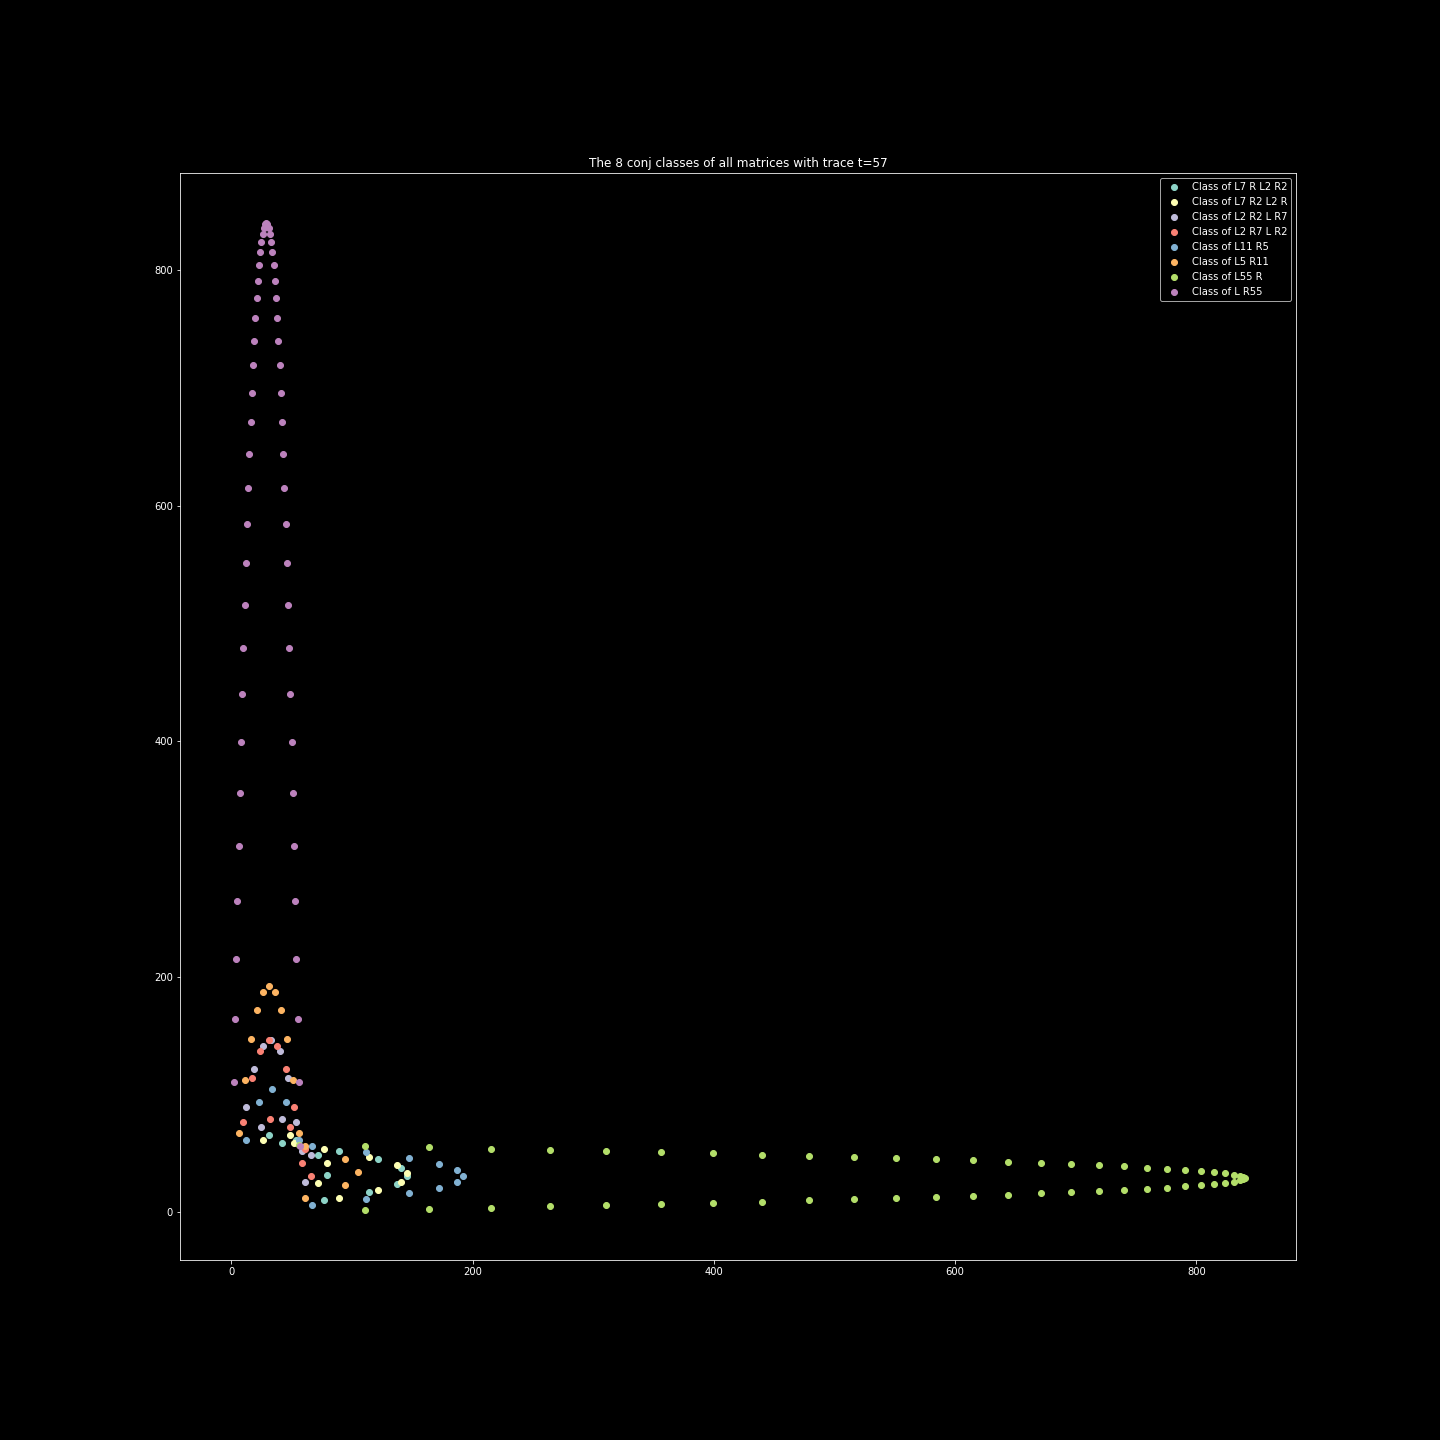 The 8 conj classes of all matrices with trace t=57
Class of L7 R L2 R2
Class of L7 R2 L2 R
Class of L2 R2 L R7
Class of L2 R7 L R2
Class of L11 R5
Class of L5 R11
Class of L55 R
Class of L R55
800
600
400
200
0
0 200 400 600 800